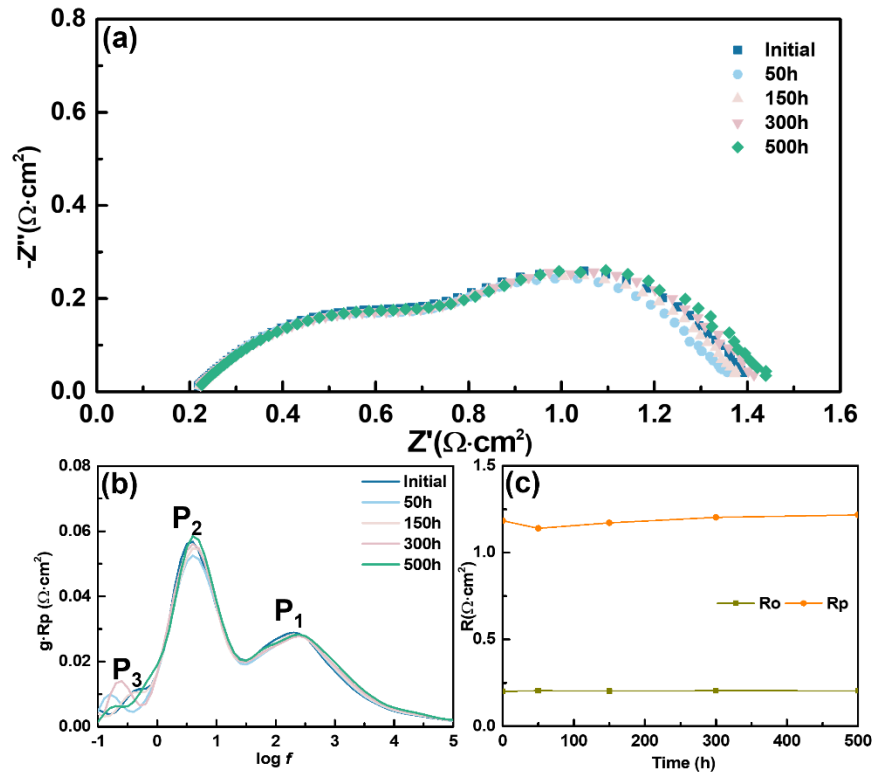 (a)
Initial
50h
150h
300h
500h
0.8
0.6
0.4
0.2
0.0
-Z''(Ω·cm²)
0.0 0.2 0.4 0.6 0.8 1.0 1.2 1.4 1.6
Z'(Ω·cm²)
(b)
Initial
50h
150h
300h
500h
P₂
P₁
P₃
0.08
0.06
0.04
0.02
0.00
g·Rp (Ω·cm²)
-1 0 1 2 3 4 5
log f
(c)
1.5
1.25
0.75
0.5
0.25
0.0
R(Ω·cm²)
Ro Rp
0 100 200 300 400 500
Time (h)